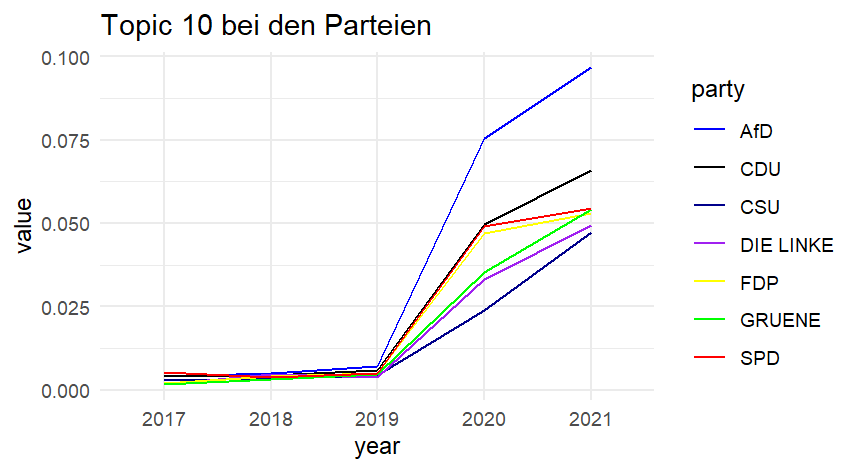 Topic 10 bei den Parteien
0.100
0.075
0.050
0.025
0.000
value
2017 2018 2019 2020 2021
year
party
AfD
CDU
CSU
DIE LINKE
FDP
GRUENE
SPD